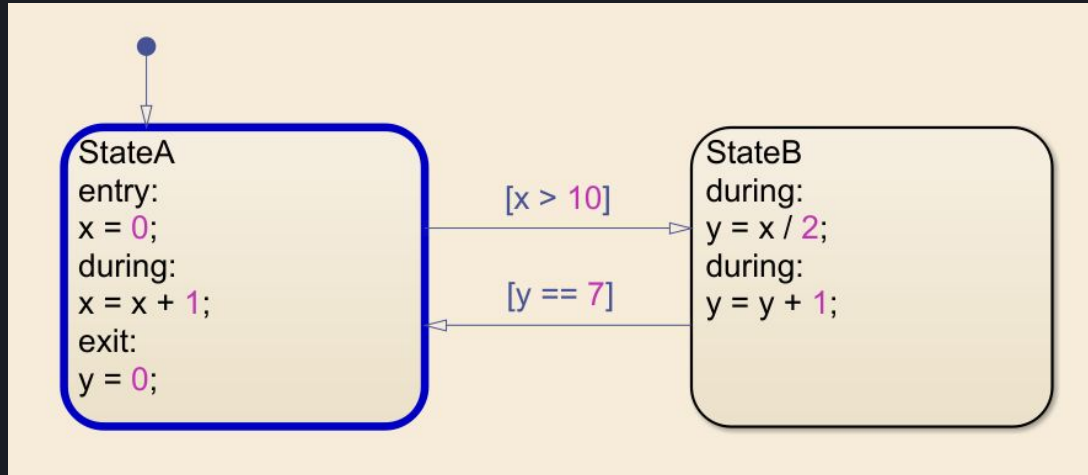 StateA
entry:
x = 0;
during:
x = x + 1;
exit:
y = 0;
[x > 10]
[y == 7]
StateB
during:
y = x / 2;
during:
y = y + 1;